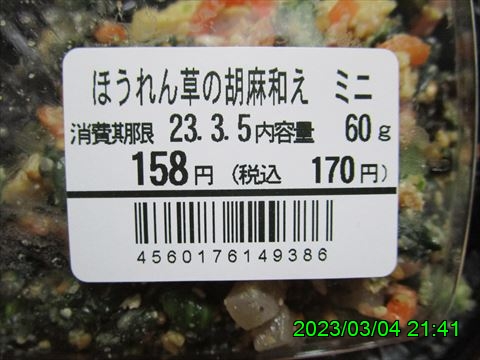 ほうれん草の胡麻和え ミニ
消費期限 23.3.5内容量 60g
158円 (税込 170円)
4560176149386
2023/03/04 21:41